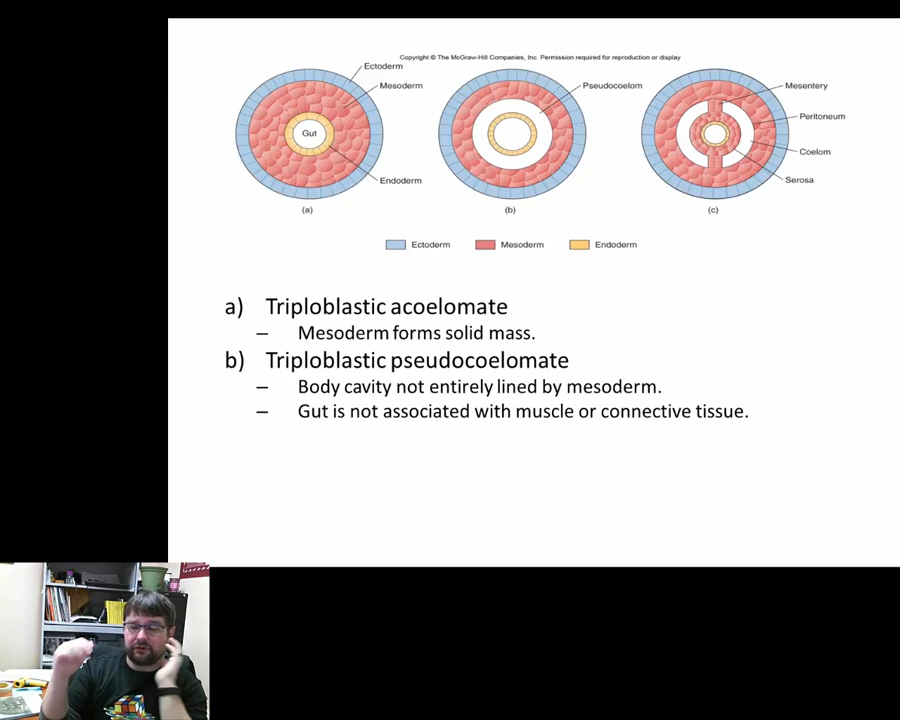 Copyright © The McGraw-Hill Companies, Inc. Permission required for reproduction or display
Ectoderm
Mesoderm
Gut
Endoderm
(a)
Pseudocoelom
(b)
Mesentery
Peritoneum
Coelom
Serosa
(c)
Ectoderm Mesoderm Endoderm
a) Triploblastic acoelomate
– Mesoderm forms solid mass.
b) Triploblastic pseudocoelomate
– Body cavity not entirely lined by mesoderm.
– Gut is not associated with muscle or connective tissue.